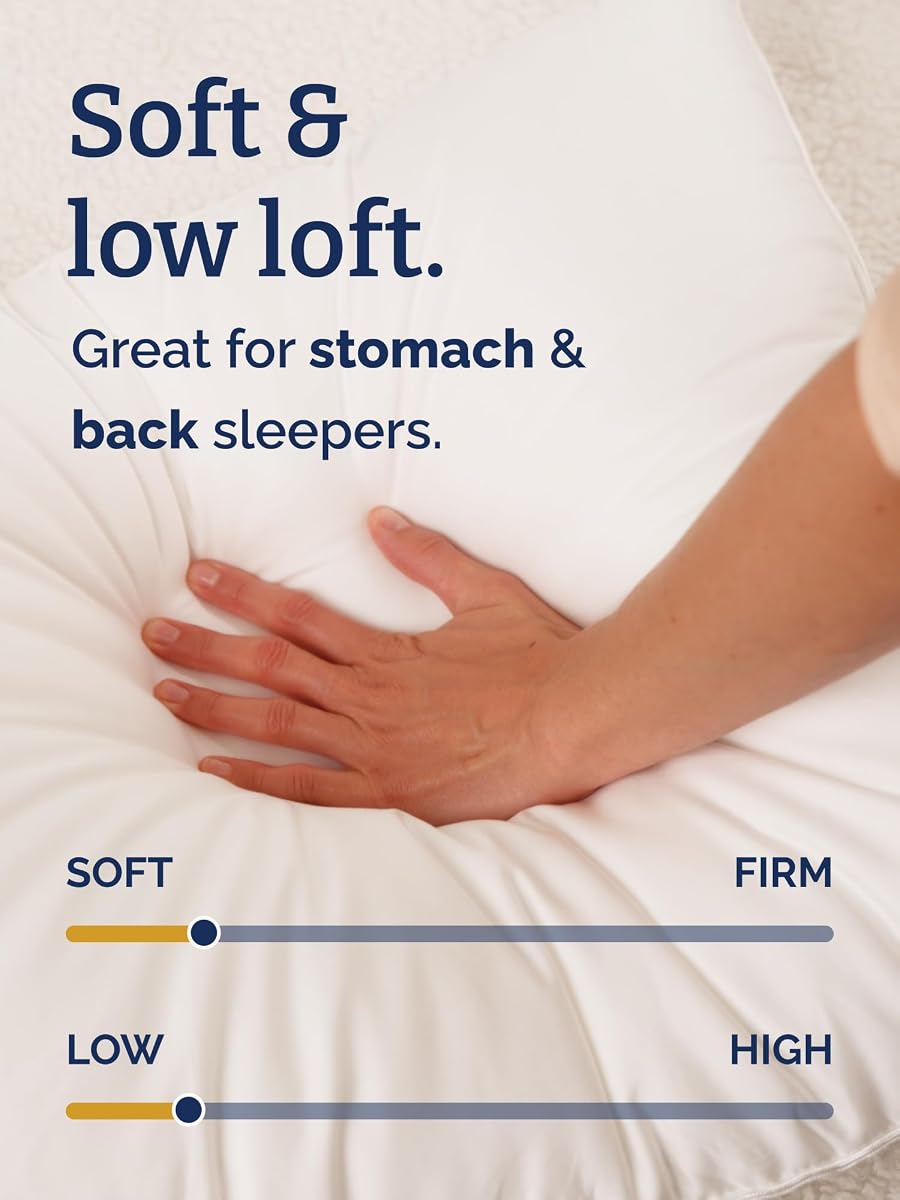 Soft &
low loft.
Great for stomach &
back sleepers.
SOFT FIRM
LOW HIGH